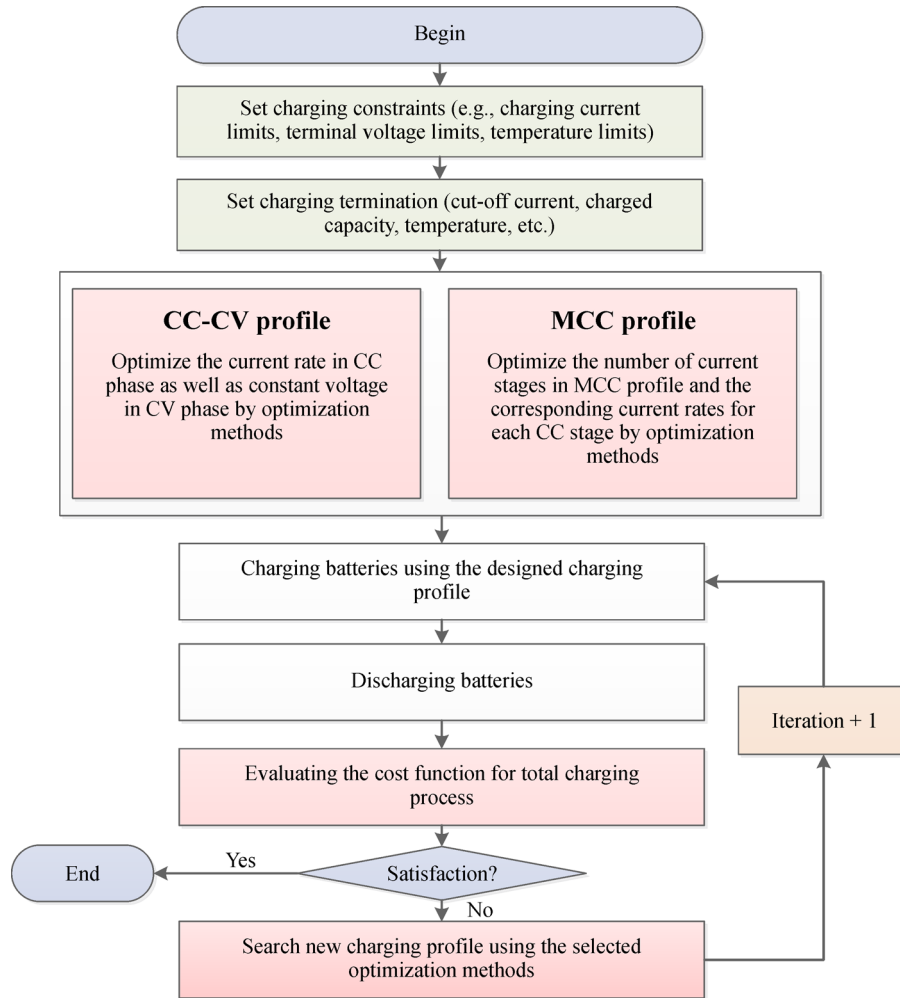 Begin
Set charging constraints (e.g., charging current
limits, terminal voltage limits, temperature limits)
Set charging termination (cut-off current, charged
capacity, temperature, etc.)
CC-CV profile
Optimize the current rate in CC
phase as well as constant voltage
in CV phase by optimization
methods
MCC profile
Optimize the number of current
stages in MCC profile and the
corresponding current rates for
each CC stage by optimization
methods
Charging batteries using the designed charging
profile
Discharging batteries
Iteration + 1
Evaluating the cost function for total charging
process
Satisfaction?
Yes
End
No
Search new charging profile using the selected
optimization methods